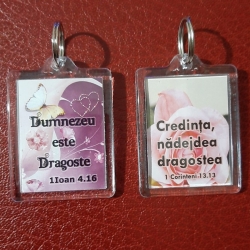 Dumnezeu
este
Dragoste
1Ioan 4.16
Credința,
nădejdea
dragostea
1 Corinteni 13.13